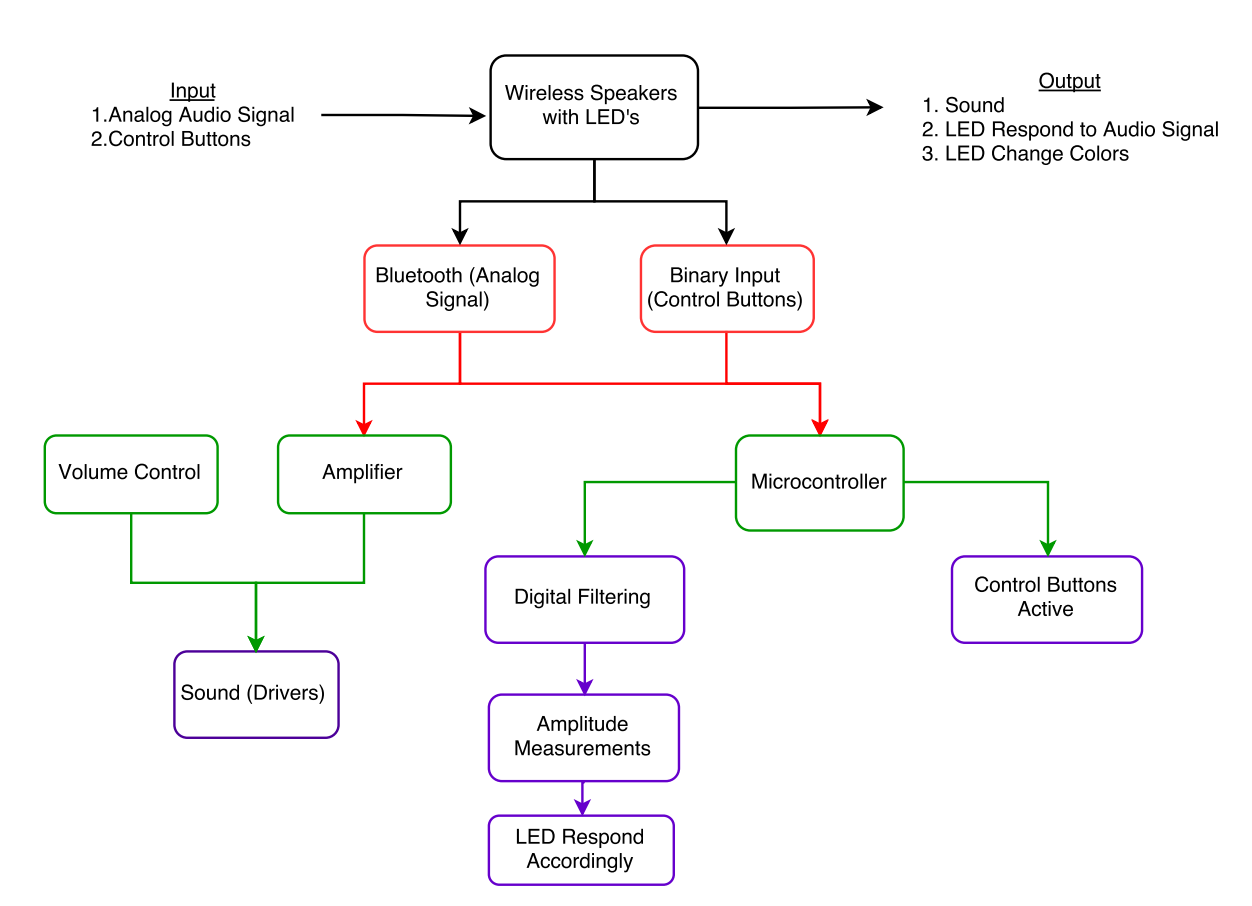 Input
1.Analog Audio Signal
2.Control Buttons
Wireless Speakers
with LED's
Output
1. Sound
2. LED Respond to Audio Signal
3. LED Change Colors
Bluetooth (Analog
Signal)
Binary Input
(Control Buttons)
Volume Control
Amplifier
Microcontroller
Digital Filtering
Control Buttons
Active
Sound (Drivers)
Amplitude
Measurements
LED Respond
Accordingly